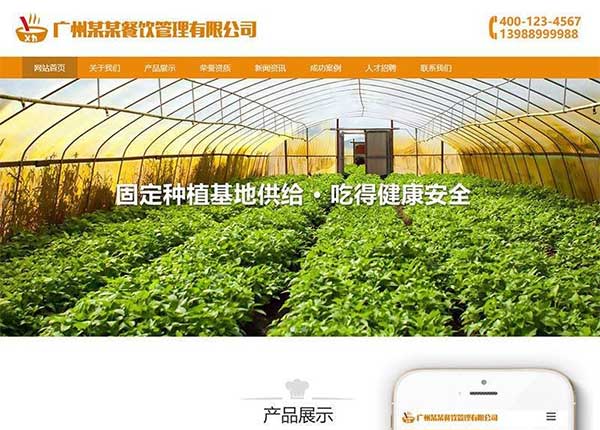 Xh
广州某某餐饮管理有限公司
400-123-4567
13988999988
网站首页 关于我们 产品展示 荣誉资质 新闻资讯 成功案例 人才招聘 联系我们
固定种植基地供给·吃得健康安全
产品展示
广州某某餐饮管理有限公司